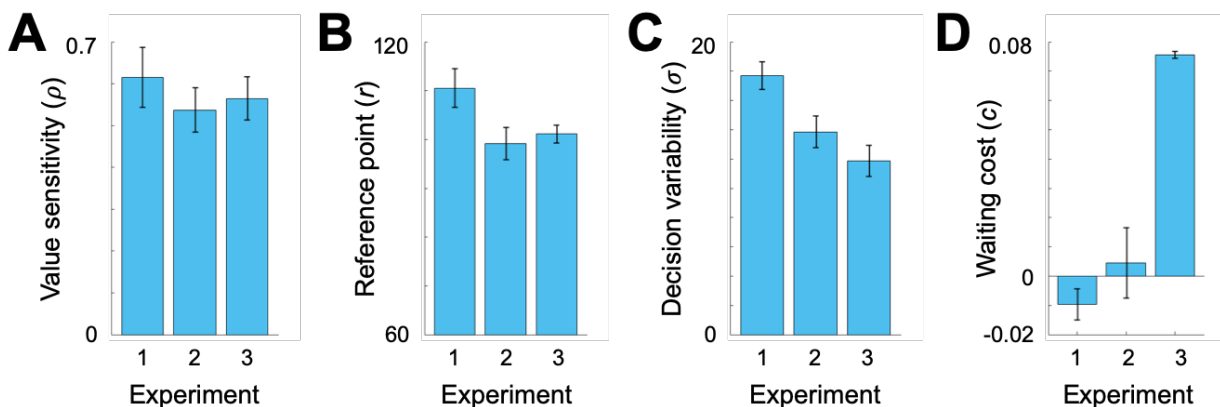 A
Value sensitivity (ρ)
0.7
0
1 2 3
Experiment
B
Reference point (r)
120
60
1 2 3
Experiment
C
Decision variability (σ)
20
0
1 2 3
Experiment
D
Waiting cost (c)
0.08
0
-0.02
1 2 3
Experiment